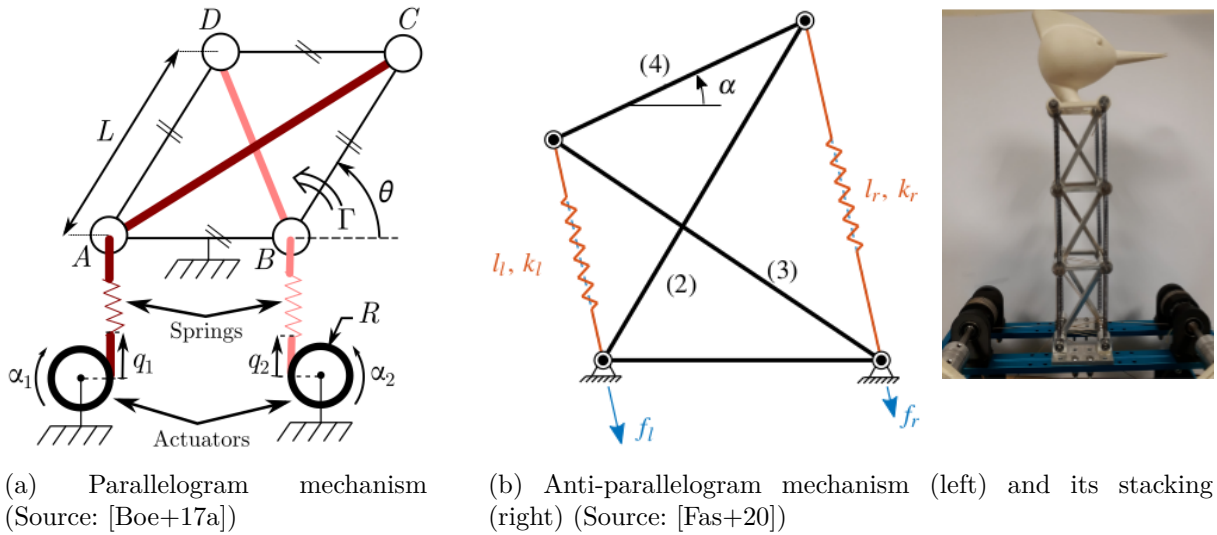 D
C
L
θ
Γ
A
B
Springs
R
q1
q2
α1
α2
Actuators
(4)
α
l_r, k_r
l_l, k_l
(2)
(3)
f_l
f_r
(a) Parallelogram mechanism
(Source: [Boe+17a])
(b) Anti-parallelogram mechanism (left) and its stacking
(right) (Source: [Fas+20])